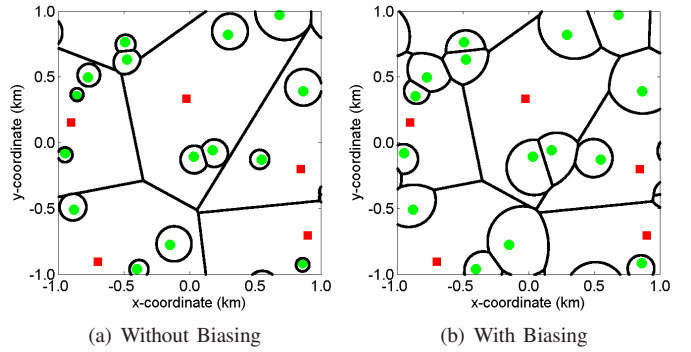 1.0
0.5
0.0
-0.5
-1.0
-1.0 -0.5 0.0 0.5 1.0
y-coordinate (km)
x-coordinate (km)
(a) Without Biasing
1.0
0.5
0.0
-0.5
-1.0
-1.0 -0.5 0.0 0.5 1.0
y-coordinate (km)
x-coordinate (km)
(b) With Biasing